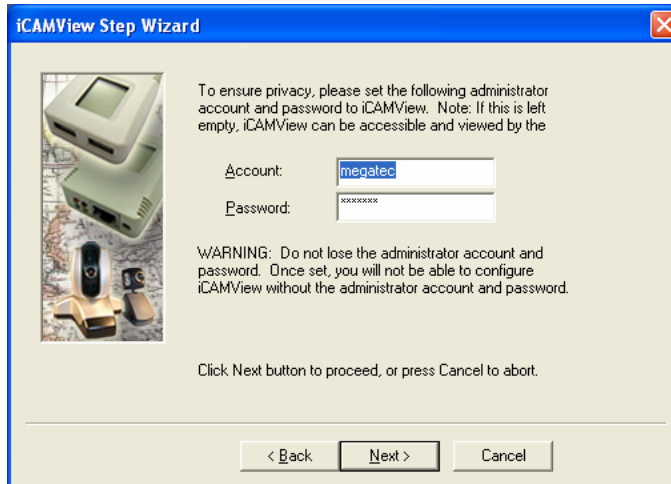 iCAMView Step Wizard
To ensure privacy, please set the following administrator
account and password to iCAMView. Note: If this is left
empty, iCAMView can be accessible and viewed by the
Account:
megatec
Password:
xxxxxxx
WARNING: Do not lose the administrator account and
password. Once set, you will not be able to configure
iCAMView without the administrator account and password.
Click Next button to proceed, or press Cancel to abort.
< Back
Next >
Cancel